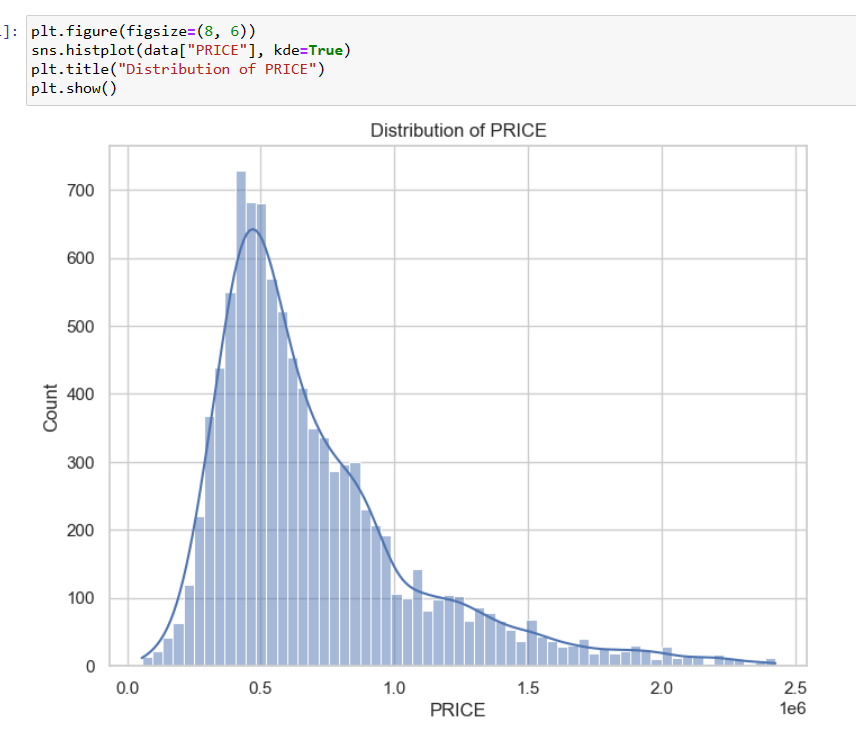 ]: plt.figure(figsize=(8, 6))
sns.histplot(data["PRICE"], kde=True)
plt.title("Distribution of PRICE")
plt.show()
Distribution of PRICE
700
600
500
400
300
200
100
0
Count
0.0 0.5 1.0 1.5 2.0 2.5
1e6
PRICE